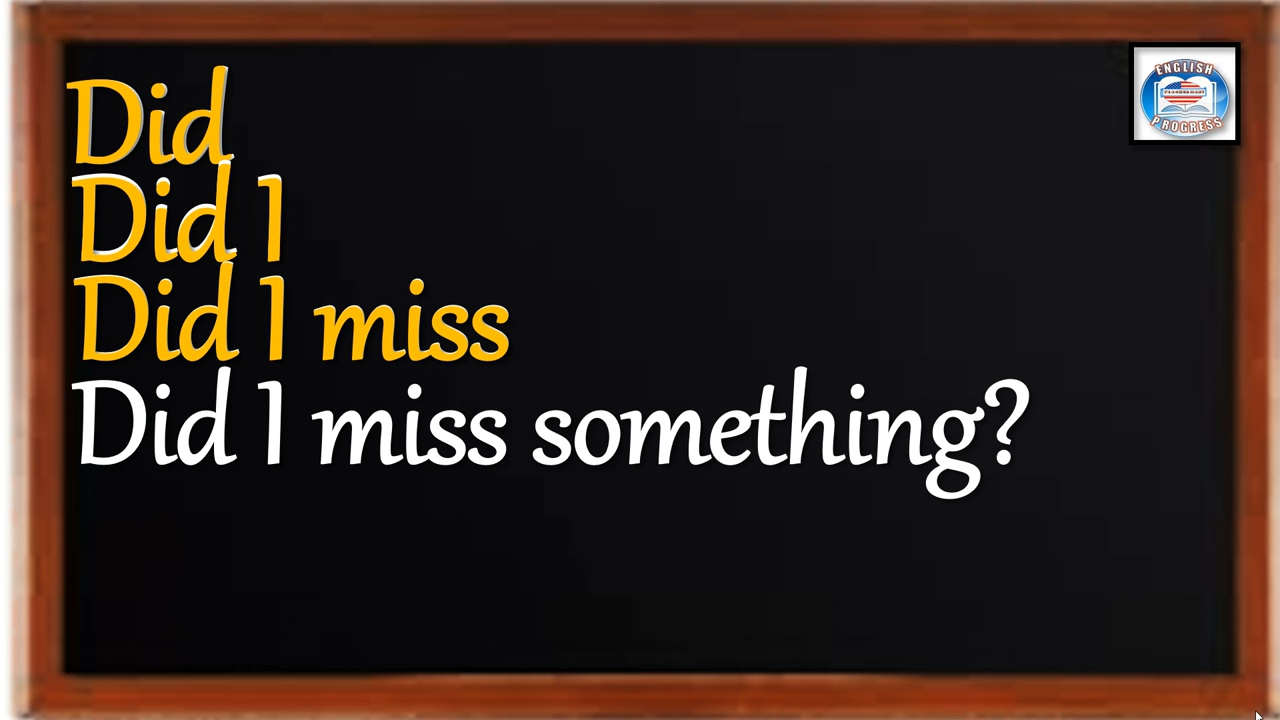 Did
Did I
Did I miss
Did I miss something?
ENGLISH
PROGRESS